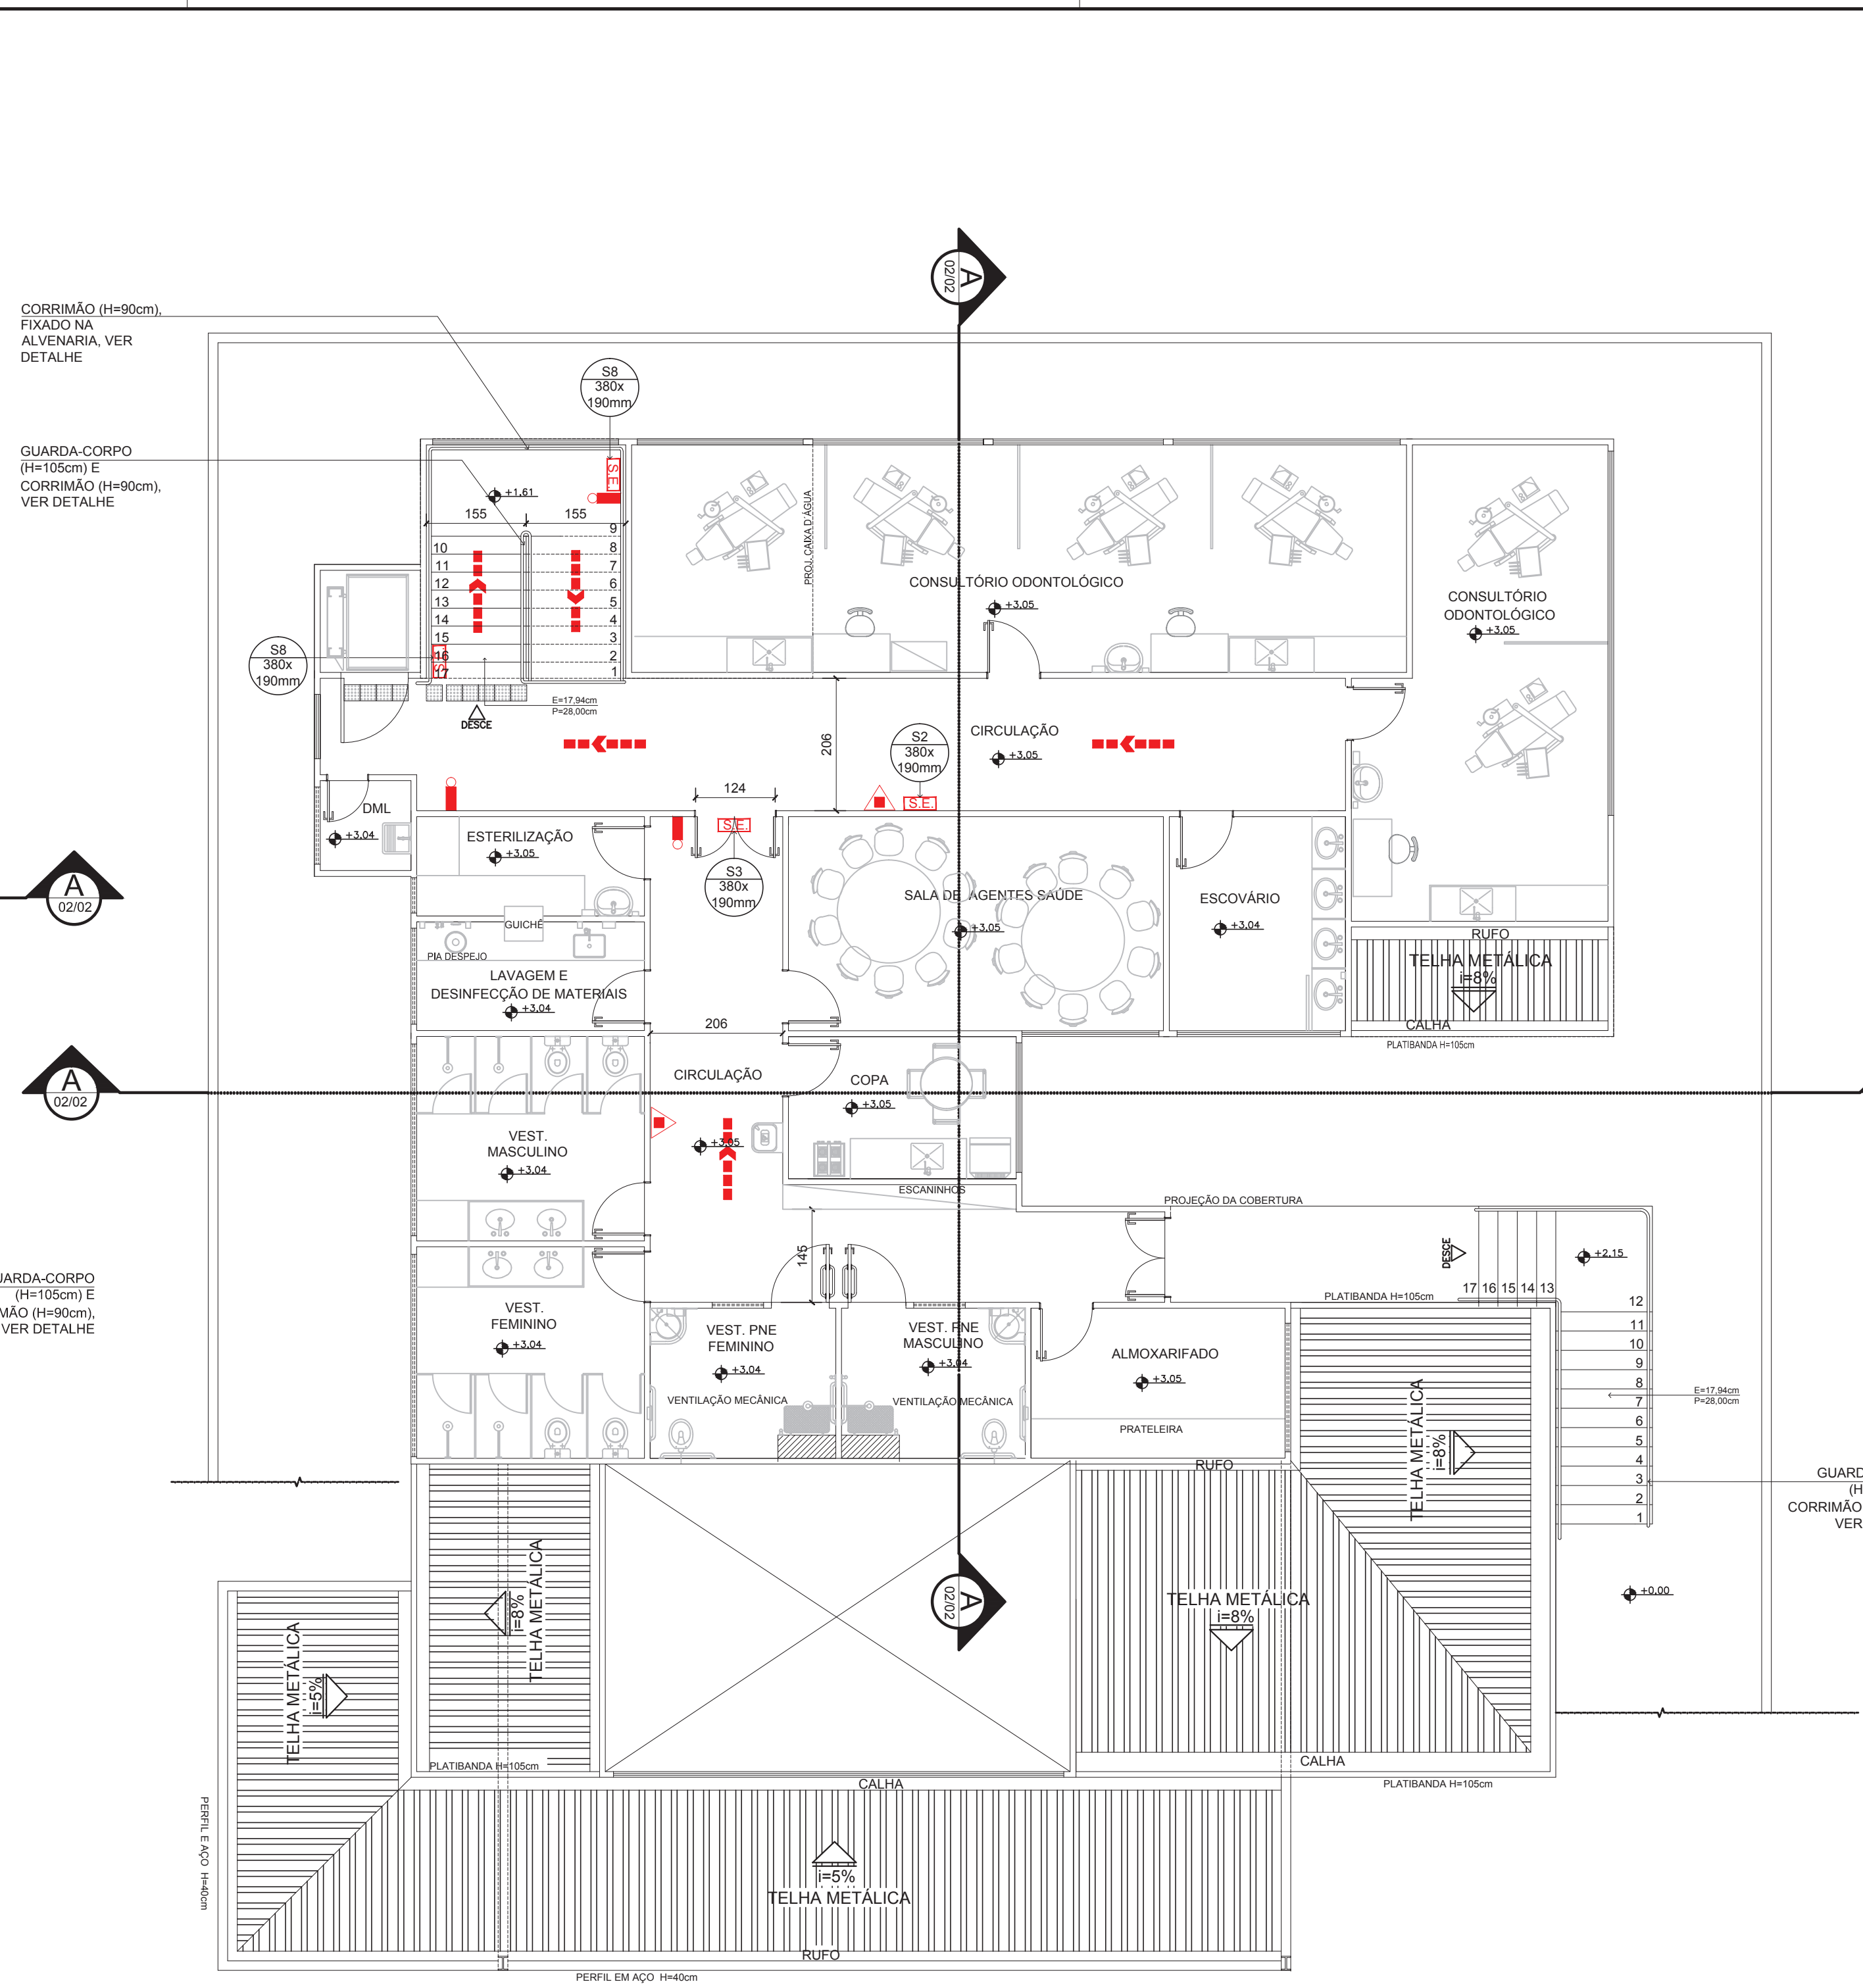 A
02/02
CORRIMÃO (H=90cm),
FIXADO NA
ALVENARIA, VER
DETALHE
S8
380x
190mm
GUARDA-CORPO
(H=105cm) E
CORRIMÃO (H=90cm),
VER DETALHE
S.E.
+1.61
155
155
9
10
8
11
7
12
6
13
5
14
4
15
3
16
2
17
1
PROJ. CAIXA D'ÁGUA
CONSULTÓRIO ODONTOLÓGICO
+3.05
CONSULTÓRIO
ODONTOLÓGICO
+3.05
S8
380x
190mm
E=17,94cm
P=28,00cm
DESCE
206
S2
380x
190mm
CIRCULAÇÃO
+3.05
124
S.E.
S.E.
DML
+3.04
ESTERILIZAÇÃO
+3.05
S3
380x
190mm
SALA DE AGENTES SAÚDE
+3.05
ESCOVÁRIO
+3.04
A
02/02
GUICHÊ
PIA DESPEJO
LAVAGEM E
DESINFECÇÃO DE MATERIAIS
+3.04
RUFO
TELHA METÁLICA
i=8%
CALHA
PLATIBANDA H=105cm
206
CIRCULAÇÃO
COPA
+3.05
A
02/02
VEST.
MASCULINO
+3.04
+3.05
ESCANINHOS
PROJEÇÃO DA COBERTURA
145
DESCE
+2.15
17 16 15 14 13
UARDA-CORPO
(H=105cm) E
MÃO (H=90cm),
VER DETALHE
PLATIBANDA H=105cm
12
11
10
9
8
7
6
5
4
3
2
1
VEST.
FEMININO
+3.04
VEST. PNE
FEMININO
+3.04
VEST. PNE
MASCULINO
+3.04
ALMOXARIFADO
+3.05
VENTILAÇÃO MECÂNICA
VENTILAÇÃO MECÂNICA
PRATELEIRA
E=17,94cm
P=28,00cm
TELHA METÁLICA
i=8%
RUFO
GUARD
(H
CORRIMÃO
VER
TELHA METÁLICA
i=8%
A
02/02
TELHA METÁLICA
i=8%
+0.00
TELHA METÁLICA
i=5%
PLATIBANDA H=105cm
CALHA
CALHA
PLATIBANDA H=105cm
PERFIL E AÇO H=40cm
i=5%
TELHA METÁLICA
RUFO
PERFIL EM AÇO H=40cm